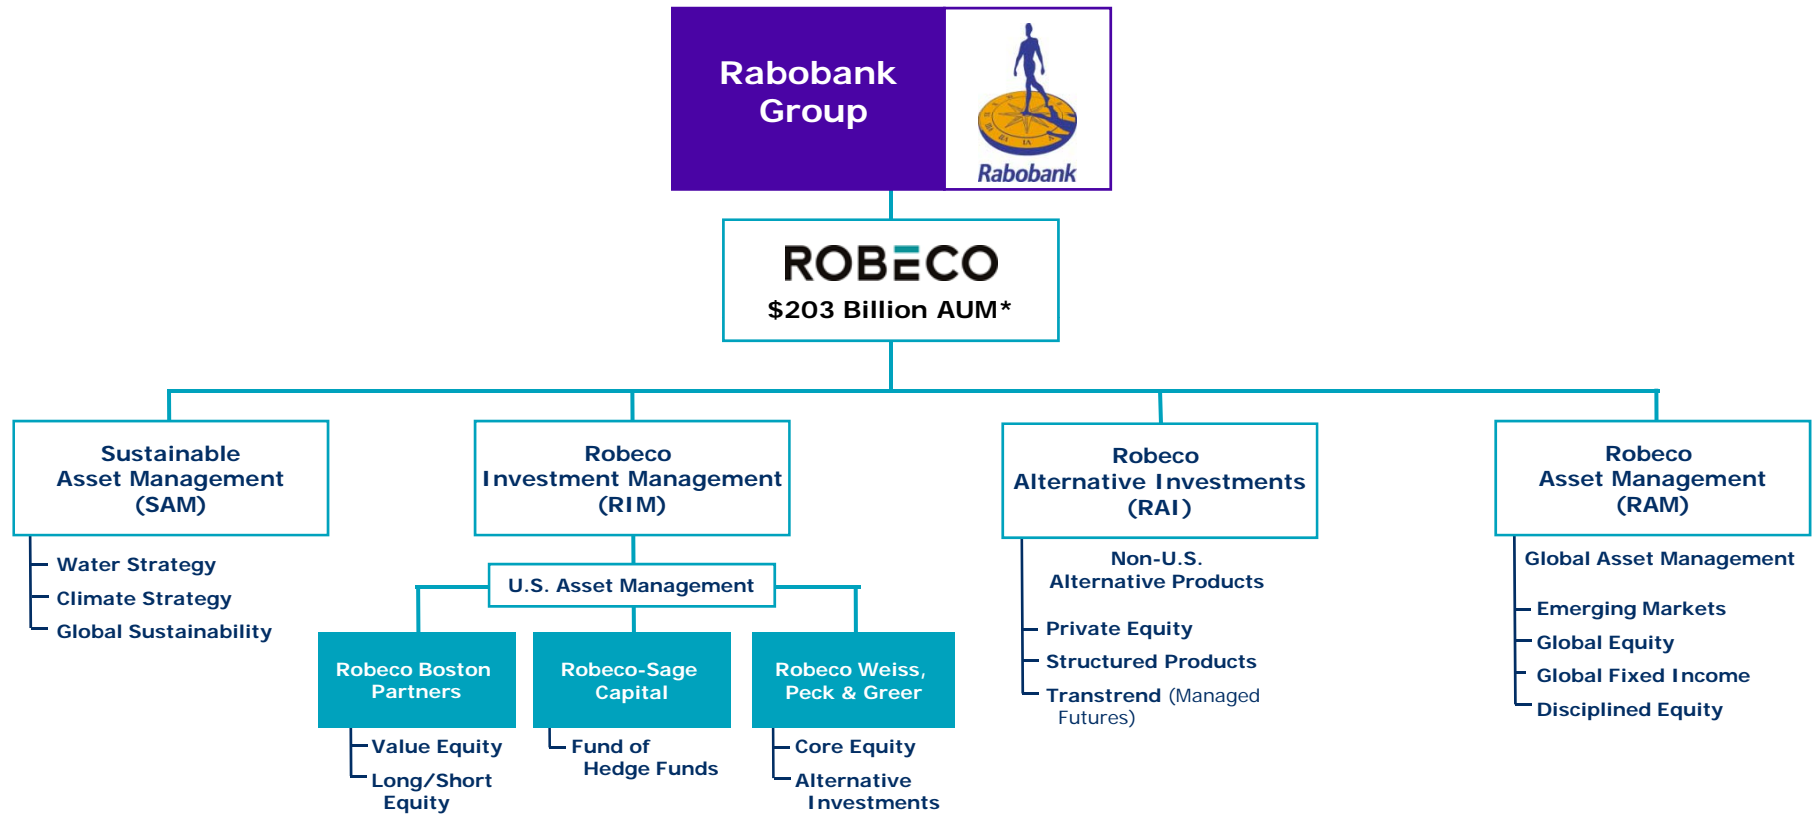 Rabobank
Group
Rabobank
ROBECO
$203 Billion AUM*
Sustainable
Asset Management
(SAM)
Water Strategy
Climate Strategy
Global Sustainability
Robeco
Investment Management
(RIM)
U.S. Asset Management
Robeco Boston
Partners
Value Equity
Long/Short
Equity
Robeco-Sage
Capital
Fund of
Hedge Funds
Robeco Weiss,
Peck & Greer
Core Equity
Alternative
Investments
Robeco
Alternative Investments
(RAI)
Non-U.S.
Alternative Products
Private Equity
Structured Products
Transtrend (Managed
Futures)
Robeco
Asset Management
(RAM)
Global Asset Management
Emerging Markets
Global Equity
Global Fixed Income
Disciplined Equity